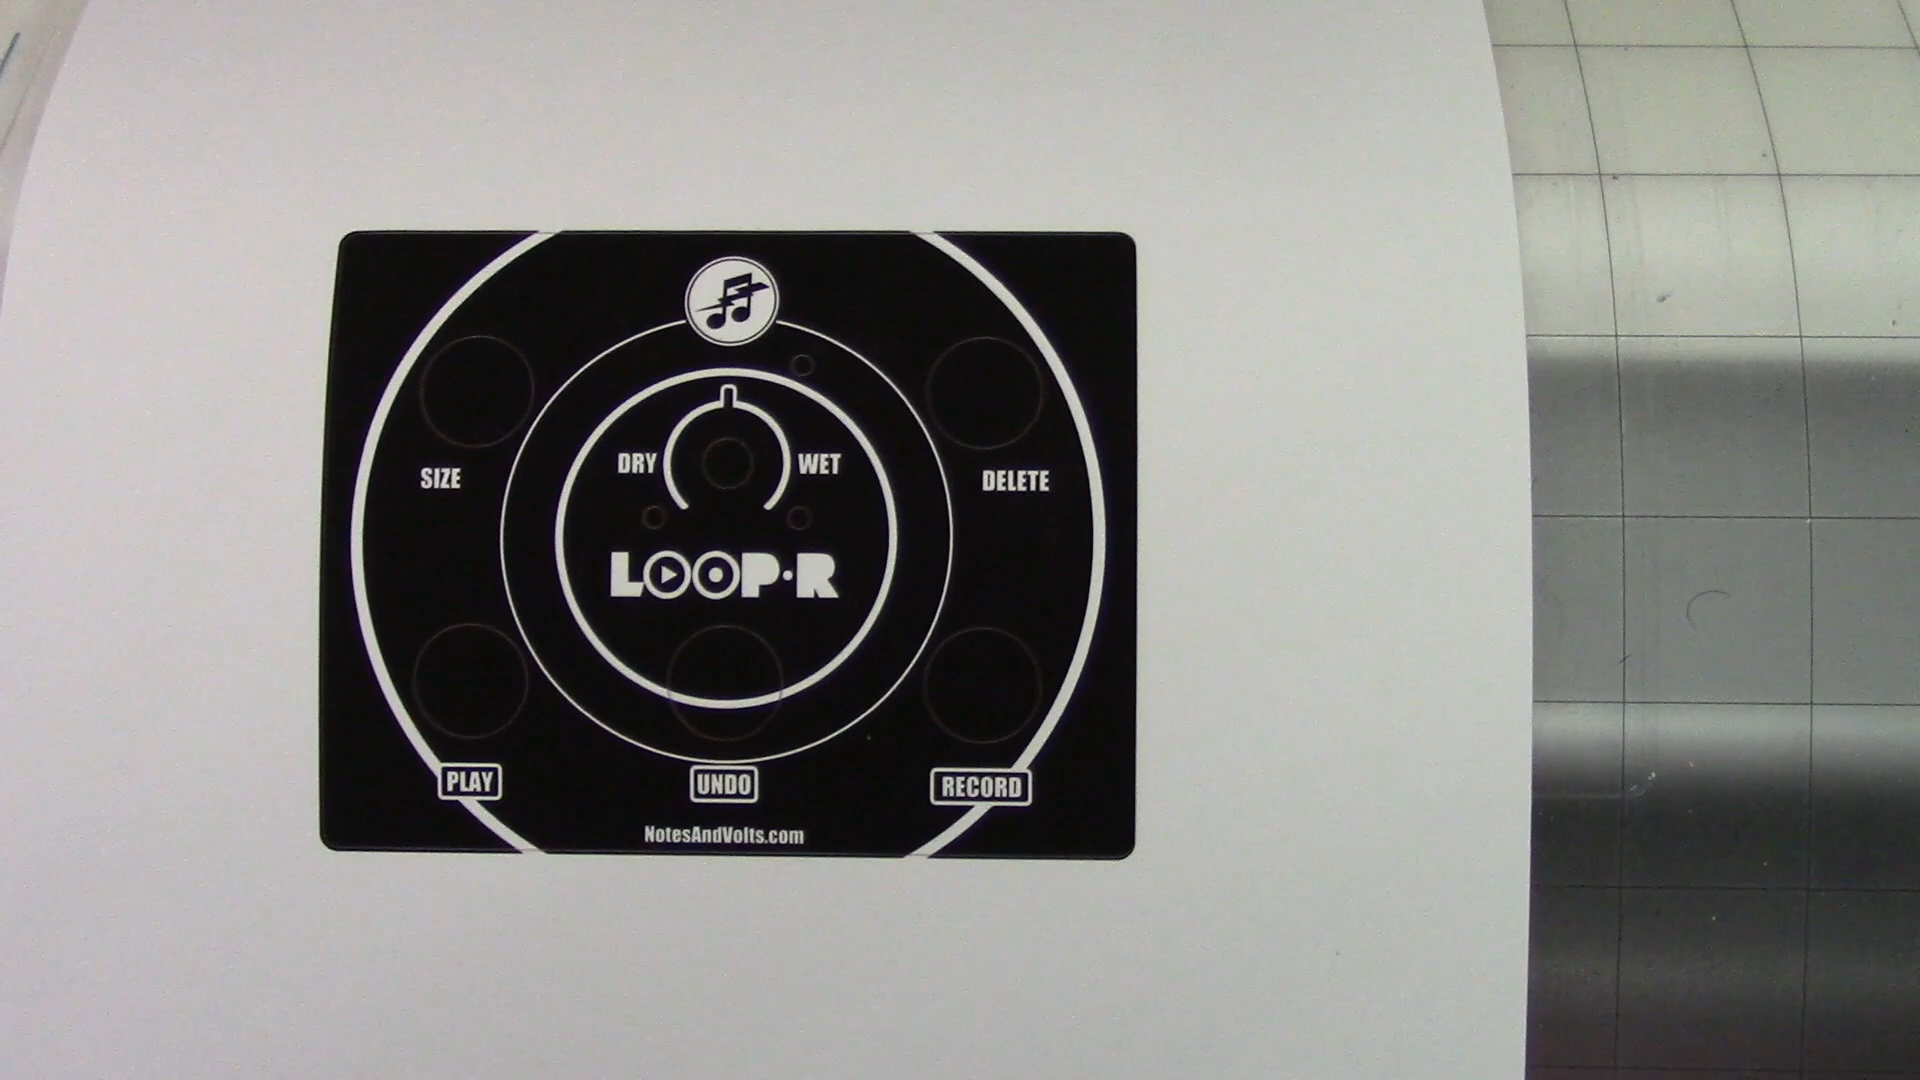 DRY WET
SIZE DELETE
LOOP·R
PLAY UNDO RECORD
NotesAndVolts.com